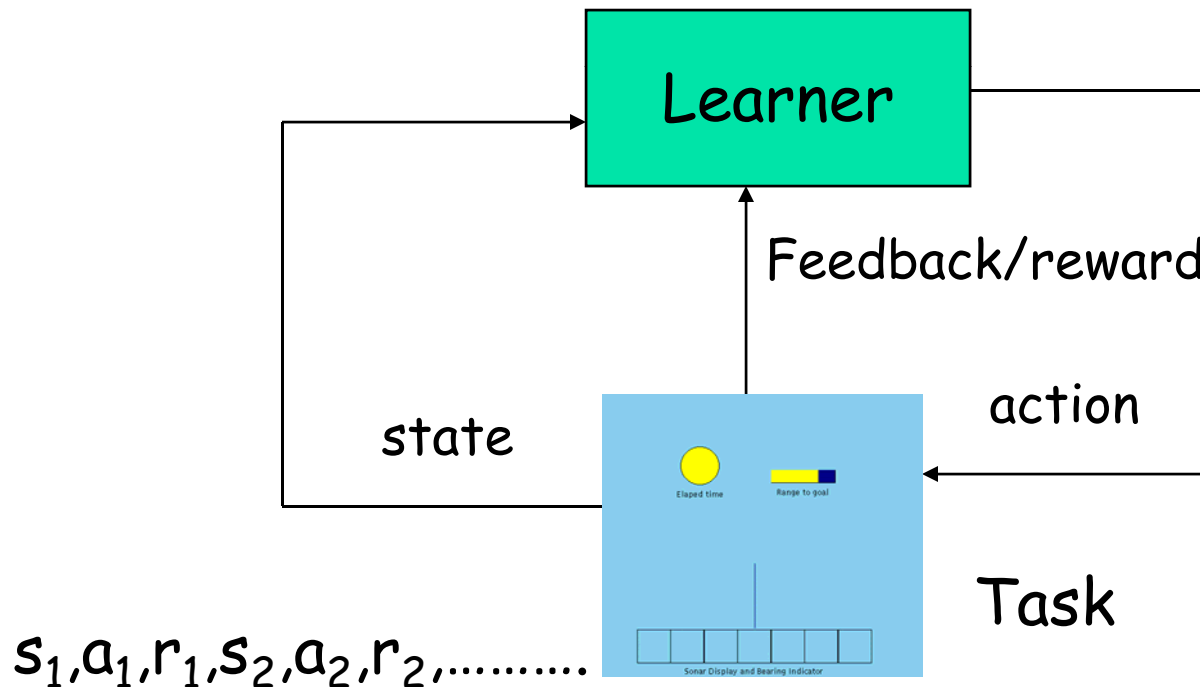 Learner
Feedback/reward
action
state
Elaped time
Range to goal
Task
s₁,a₁,r₁,s₂,a₂,r₂,……….
Sonar Display and Bearing Indicator